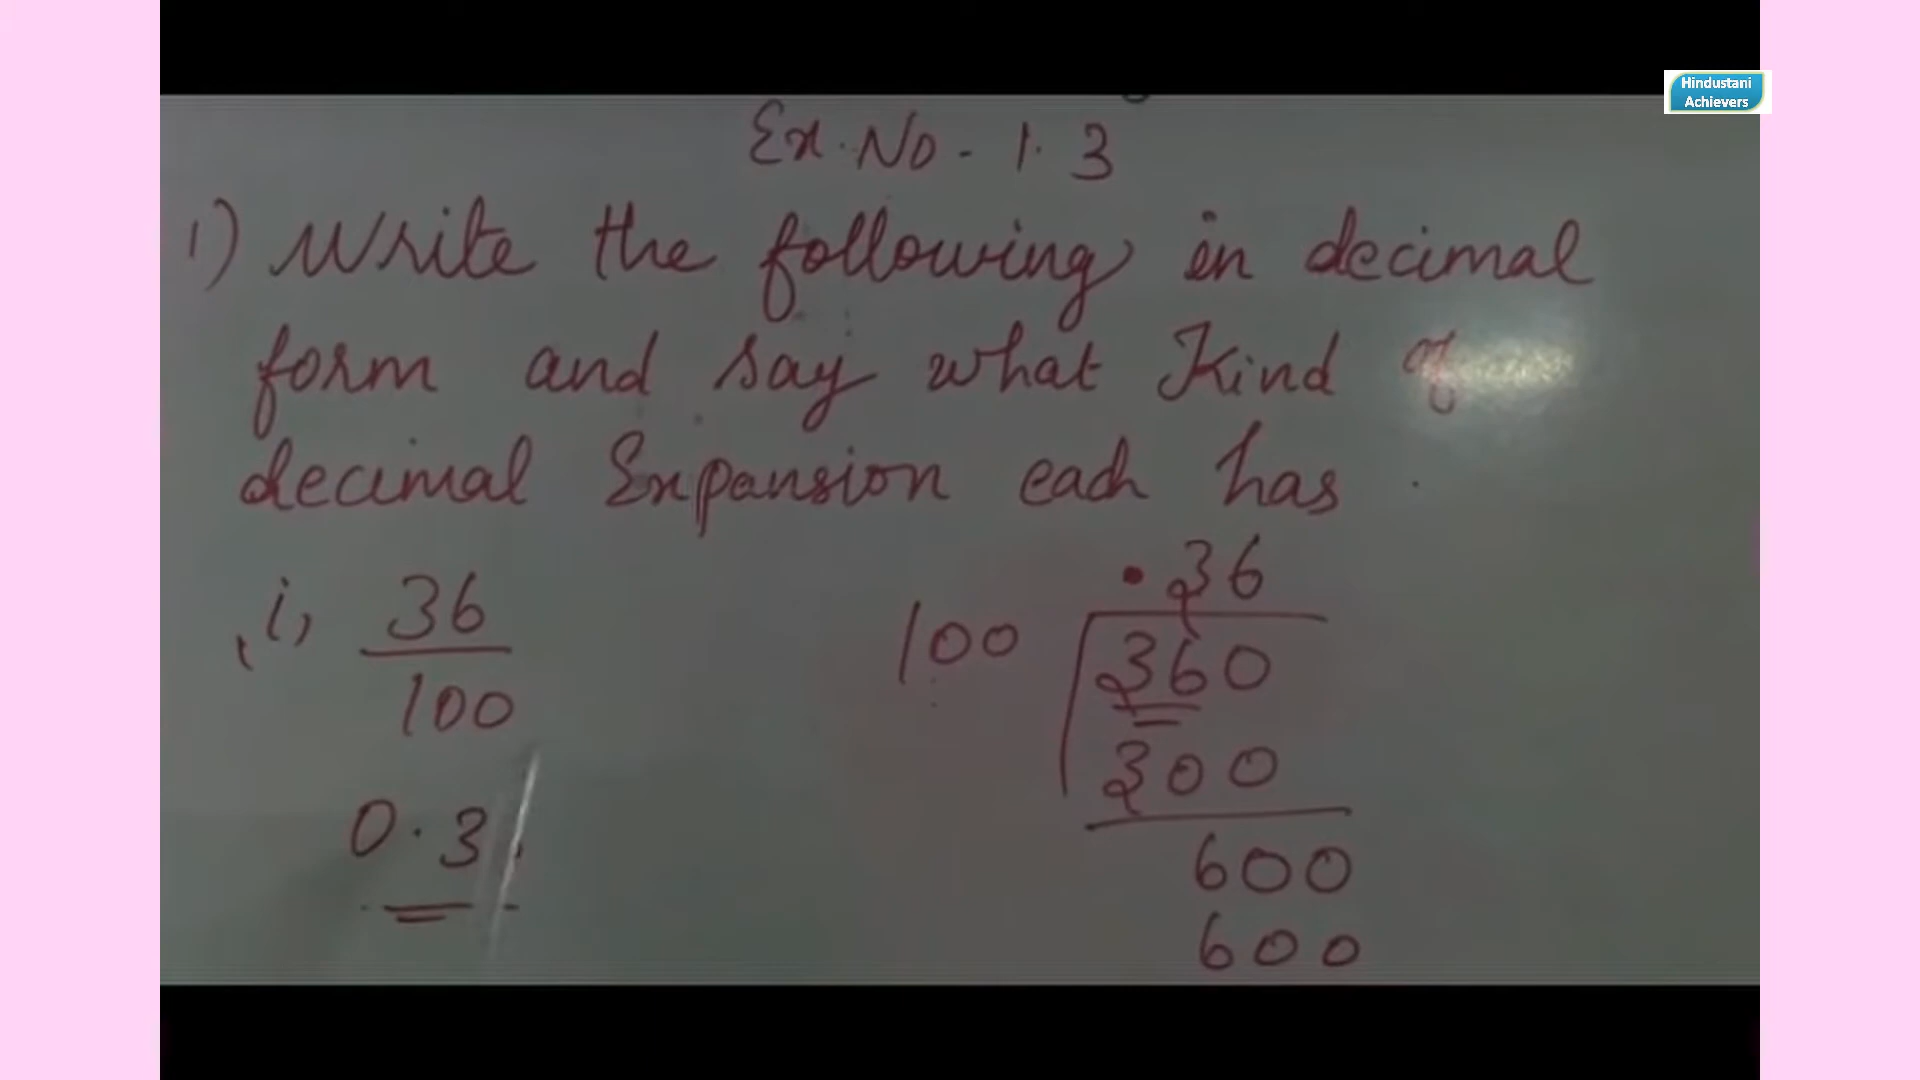 Hindustani
Achievers
Ex. No - 1.3
1) Write the following in decimal
form and say what Kind of
decimal Expansion each has
i) 36
100
0.3
.36
100
360
300
600
600